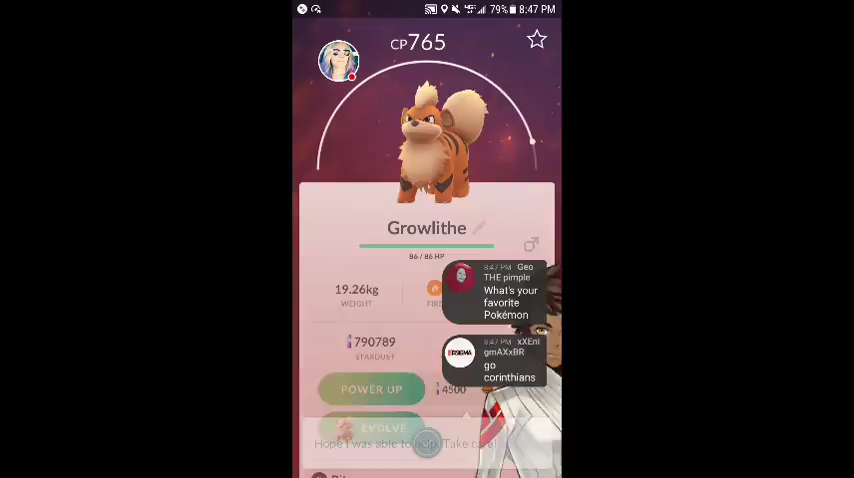 79% 8:47 PM
CP765
Growlithe
86 / 86 HP
19.26kg
WEIGHT
FIRE
790789
STARDUST
POWER UP
4500
EVOLVE
Hope I was able to help! Take care!
8:47 PM Geo
THE pimple
What's your
favorite
Pokémon
8:47 PM xXEni
gmAXxBR
go
corinthians